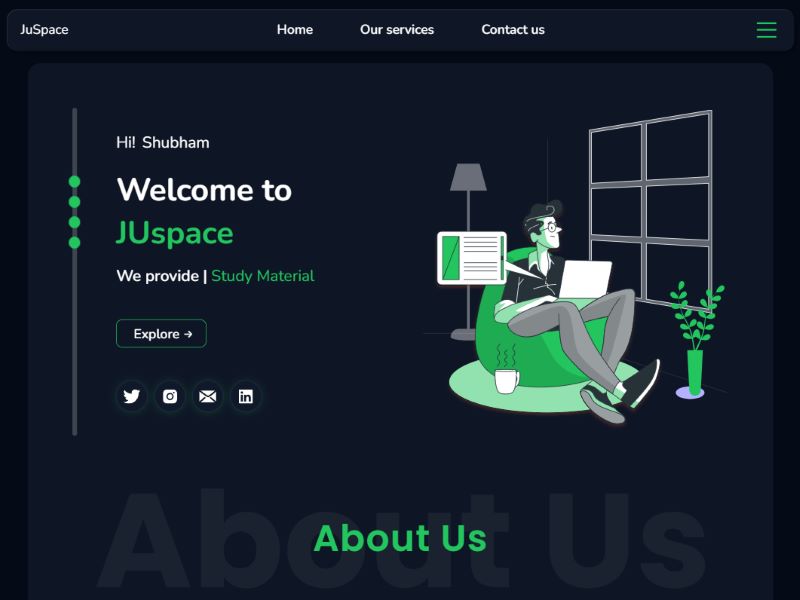 JuSpace
Home
Our services
Contact us
Hi! Shubham
Welcome to
JUspace
We provide | Study Material
Explore →
About Us
About Us